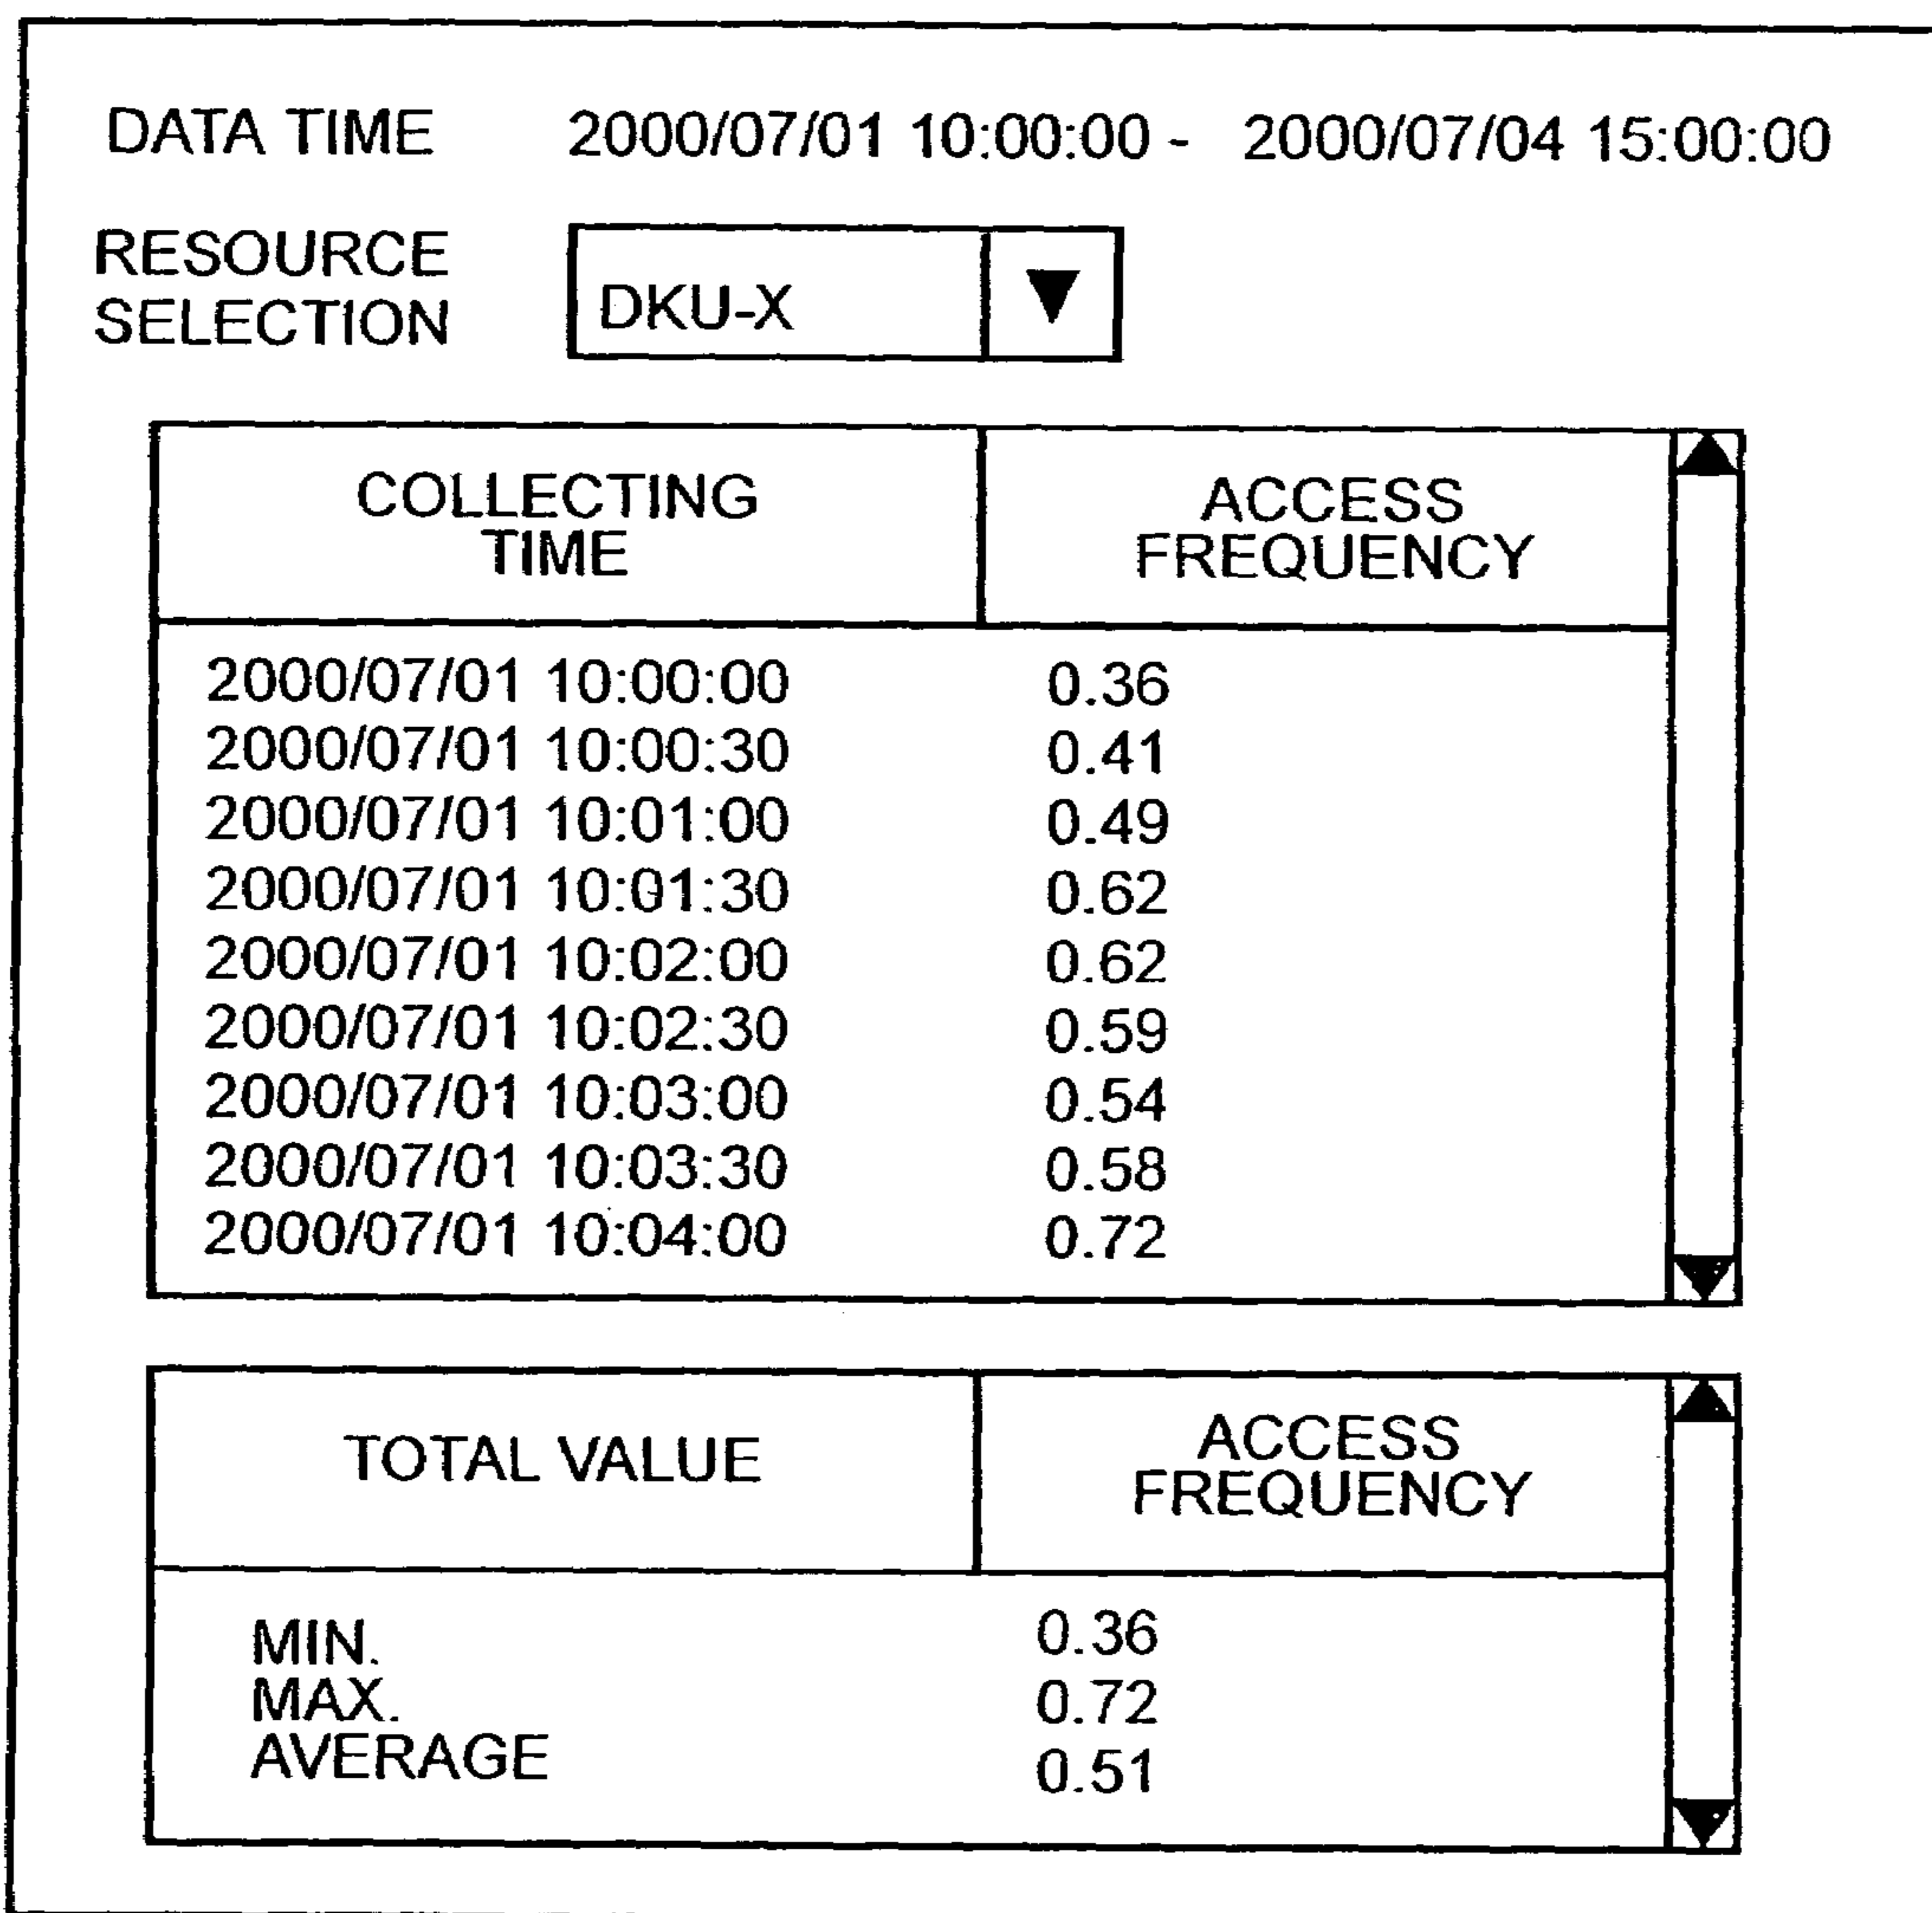 DATA TIME 2000/07/01 10:00:00 - 2000/07/04 15:00:00
RESOURCE
SELECTION
DKU-X
COLLECTING
TIME
ACCESS
FREQUENCY
2000/07/01 10:00:00 0.36
2000/07/01 10:00:30 0.41
2000/07/01 10:01:00 0.49
2000/07/01 10:01:30 0.62
2000/07/01 10:02:00 0.62
2000/07/01 10:02:30 0.59
2000/07/01 10:03:00 0.54
2000/07/01 10:03:30 0.58
2000/07/01 10:04:00 0.72
TOTAL VALUE
ACCESS
FREQUENCY
MIN. 0.36
MAX. 0.72
AVERAGE 0.51